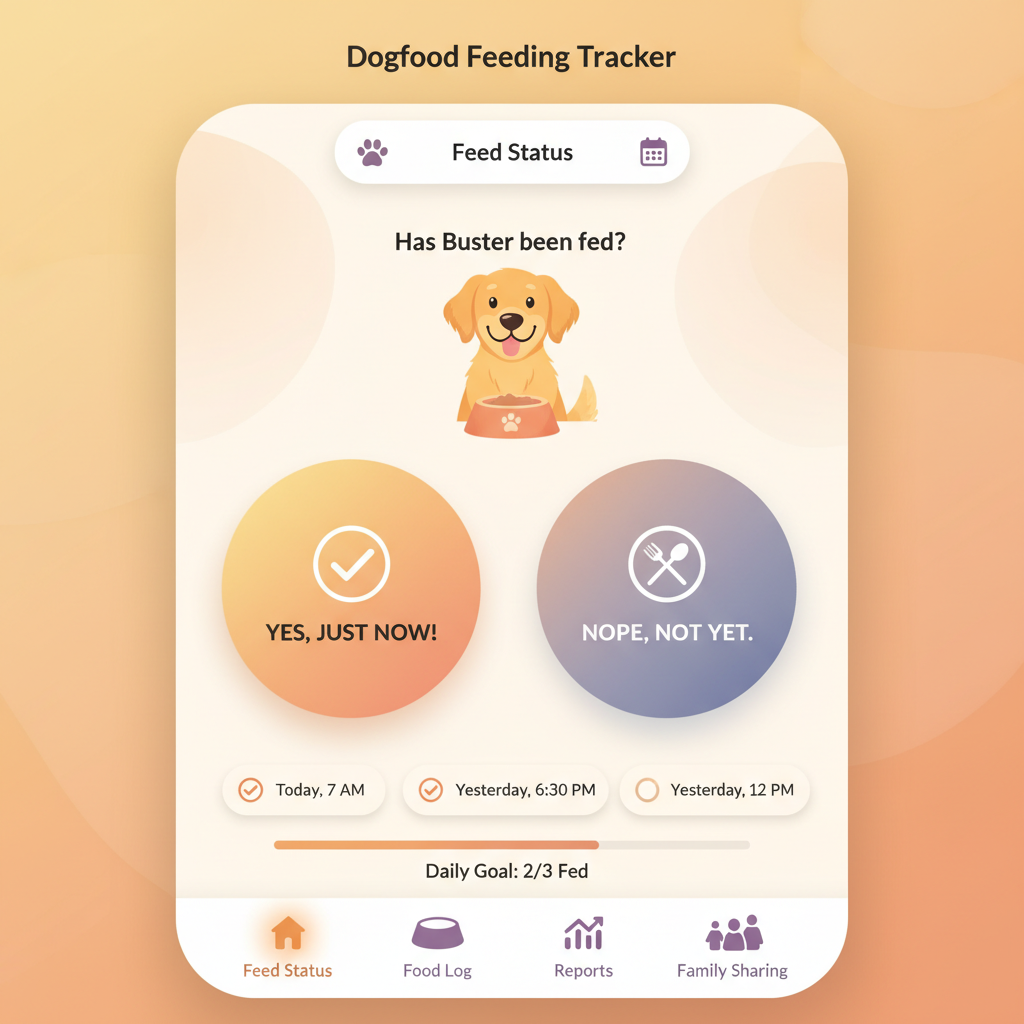 Dogfood Feeding Tracker
Feed Status
Has Buster been fed?
YES, JUST NOW!
NOPE, NOT YET.
Today, 7 AM
Yesterday, 6:30 PM
Yesterday, 12 PM
Daily Goal: 2/3 Fed
Feed Status
Food Log
Reports
Family Sharing